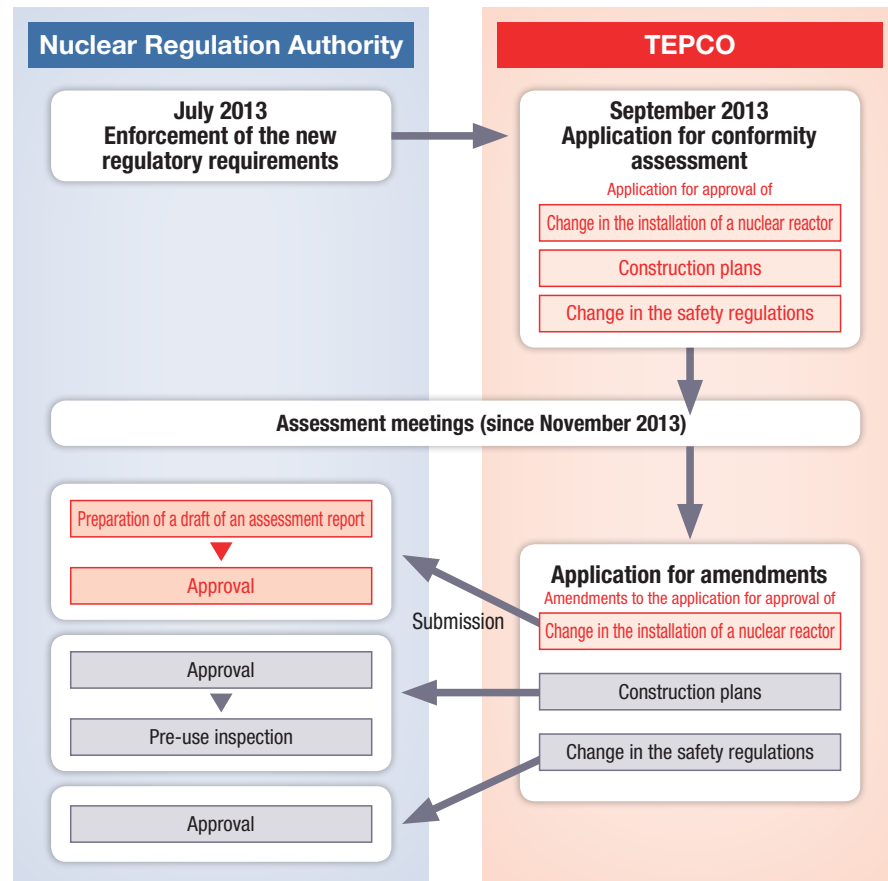 Nuclear Regulation Authority
TEPCO
July 2013
Enforcement of the new
regulatory requirements
September 2013
Application for conformity
assessment
Application for approval of
Change in the installation of a nuclear reactor
Construction plans
Change in the safety regulations
Assessment meetings (since November 2013)
Preparation of a draft of an assessment report
Approval
Submission
Application for amendments
Amendments to the application for approval of
Change in the installation of a nuclear reactor
Approval
Pre-use inspection
Construction plans
Change in the safety regulations
Approval